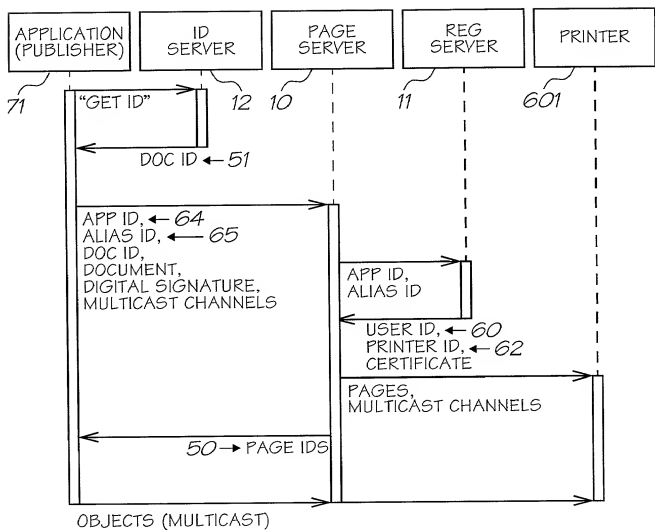 APPLICATION
(PUBLISHER)
ID
SERVER
PAGE
SERVER
REG
SERVER
PRINTER
71
12
10
11
601
"GET ID"
DOC ID 51
APP ID, 64
ALIAS ID, 65
DOC ID,
DOCUMENT,
DIGITAL SIGNATURE,
MULTICAST CHANNELS
APP ID,
ALIAS ID
USER ID, 60
PRINTER ID, 62
CERTIFICATE
PAGES,
MULTICAST CHANNELS
50 PAGE IDS
OBJECTS (MULTICAST)